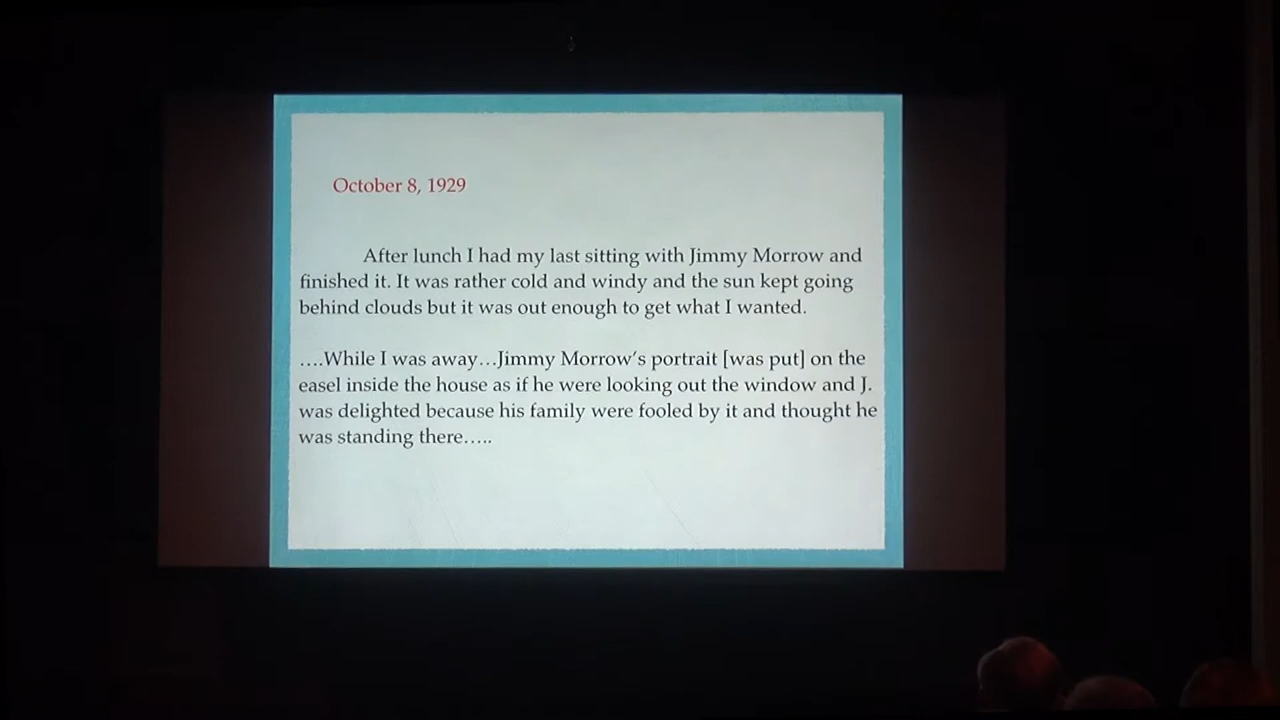 October 8, 1929
After lunch I had my last sitting with Jimmy Morrow and
finished it. It was rather cold and windy and the sun kept going
behind clouds but it was out enough to get what I wanted.
....While I was away...Jimmy Morrow's portrait [was put] on the
easel inside the house as if he were looking out the window and J.
was delighted because his family were fooled by it and thought he
was standing there.....